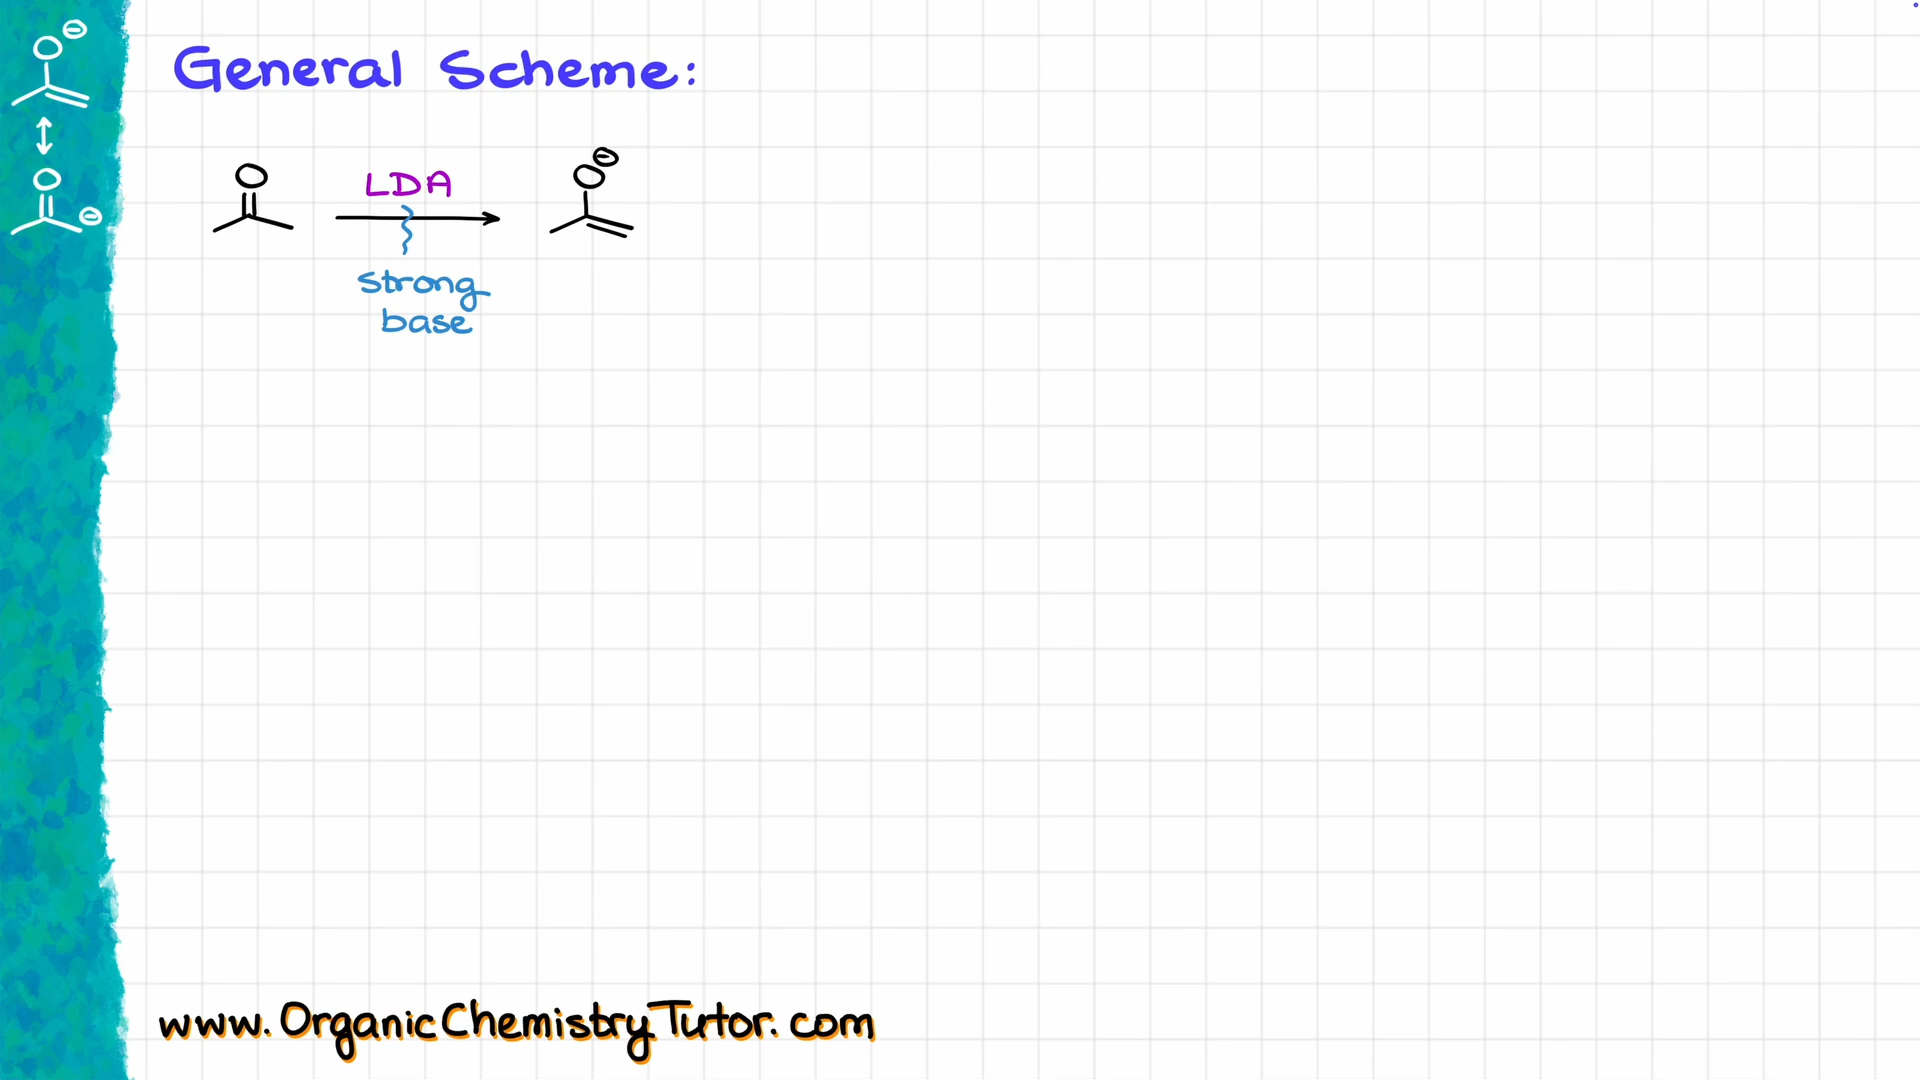 General Scheme:
O⊖
O
⊖
O
LDA
O⊖
strong
base
www.OrganicChemistryTutor.com